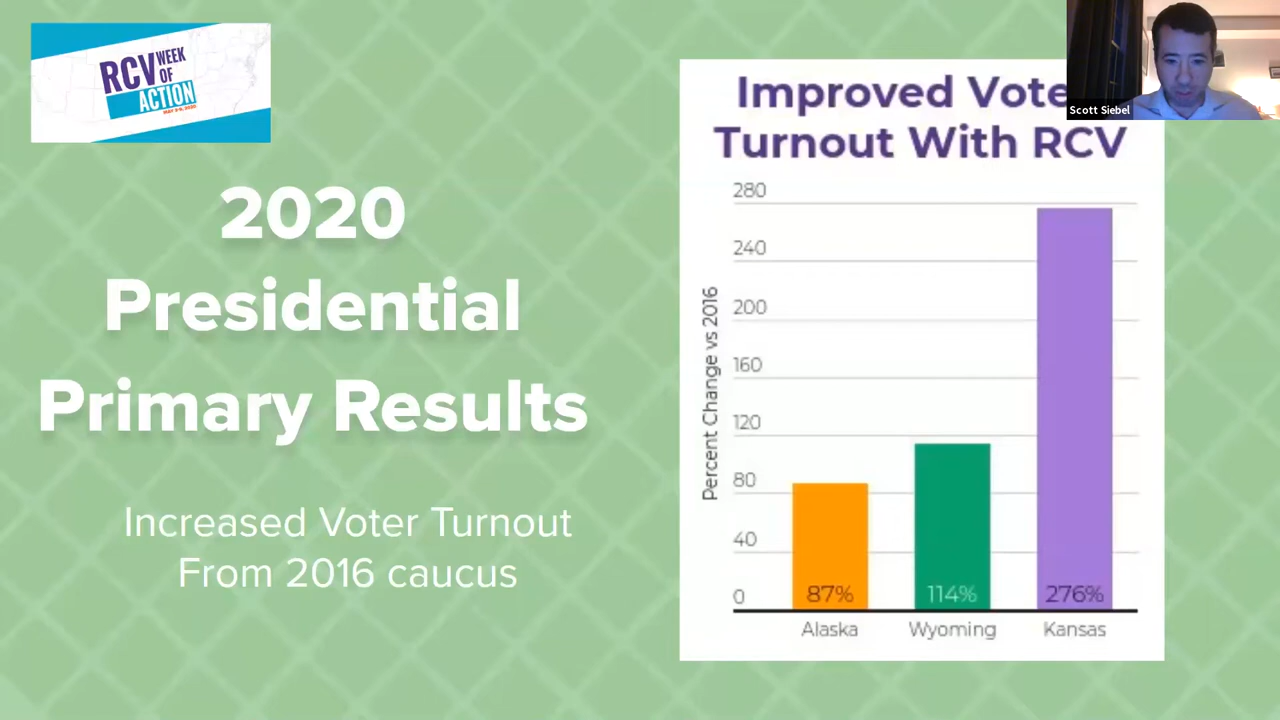 RCV WEEK
OF
ACTION
2020
Presidential
Primary Results
Increased Voter Turnout
From 2016 caucus
Scott Siebel
Improved Vote
Turnout With RCV
Percent Change vs 2016
280
240
200
160
120
80
40
0
87%
114%
276%
Alaska
Wyoming
Kansas